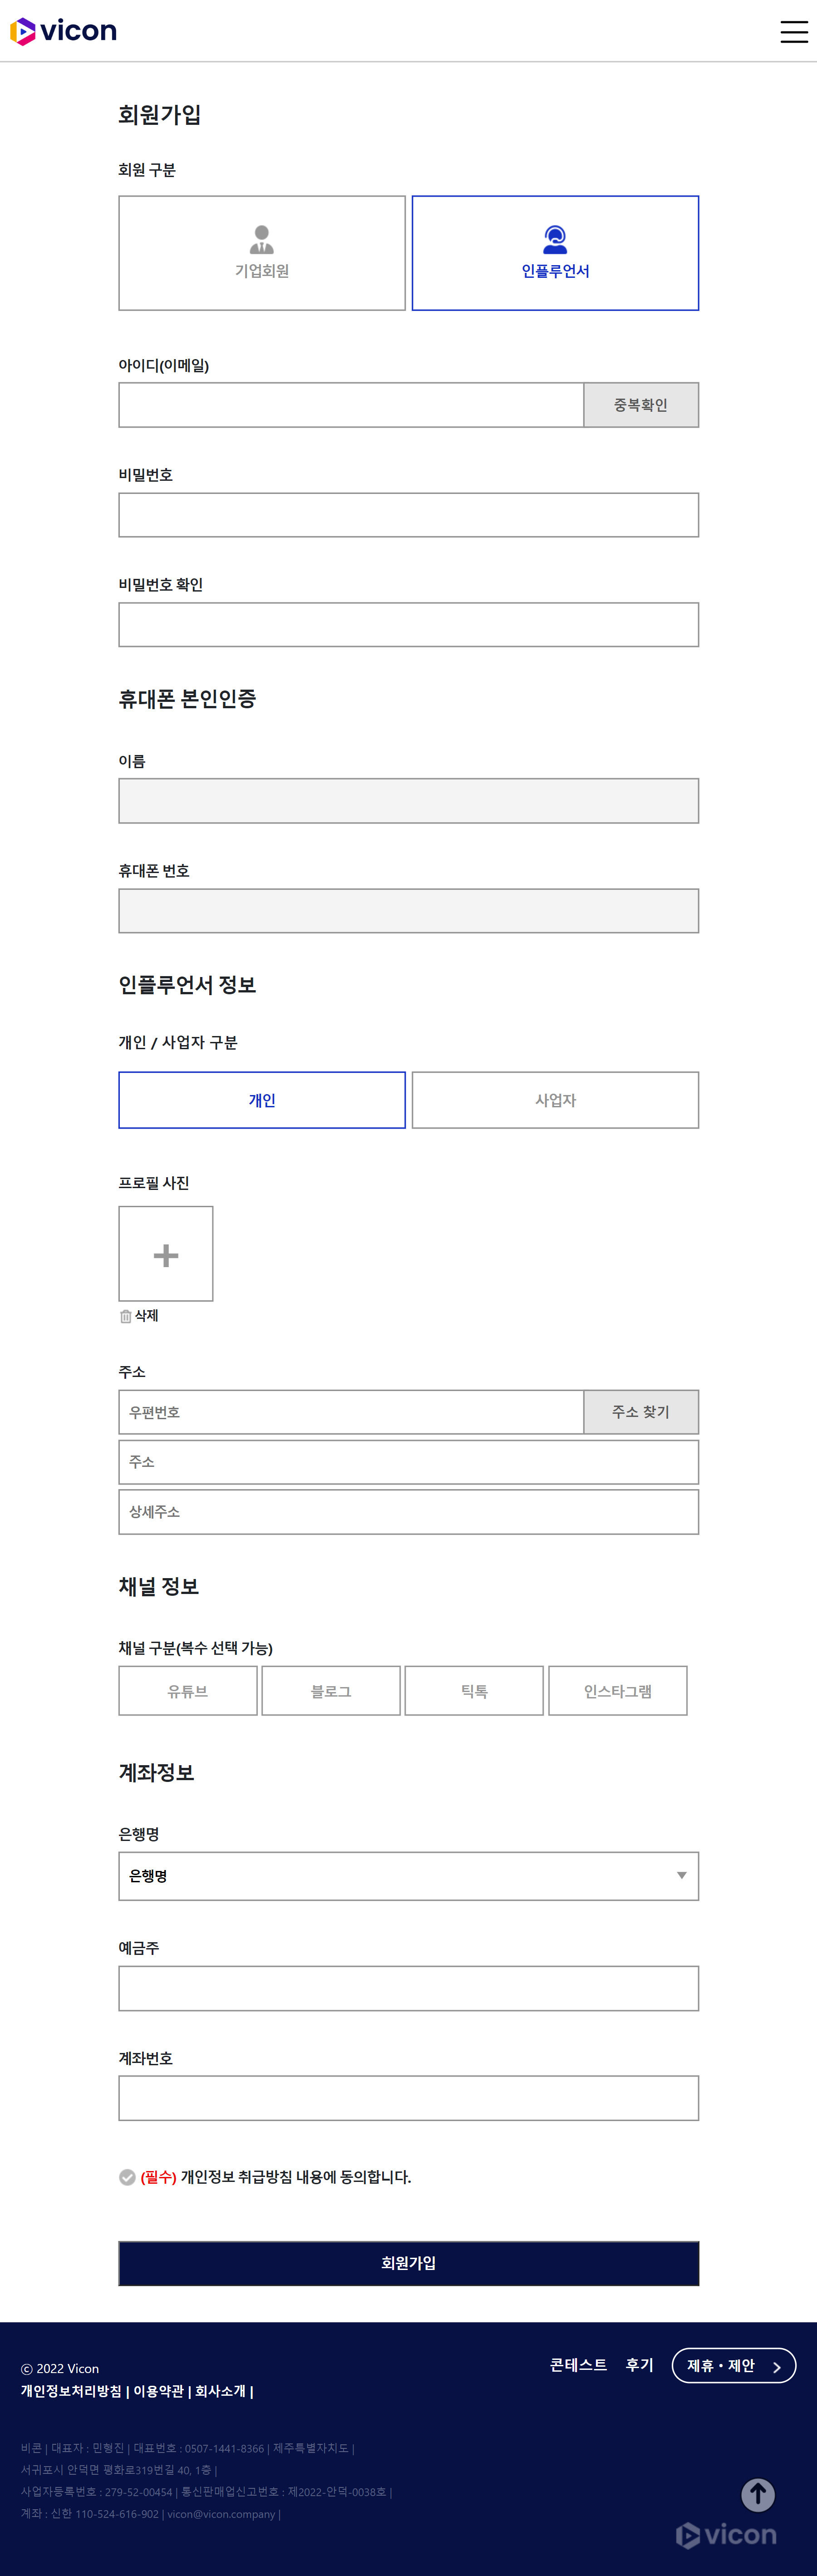 vicon
회원가입
회원 구분
기업회원
인플루언서
아이디(이메일)
중복확인
비밀번호
비밀번호 확인
휴대폰 본인인증
이름
휴대폰 번호
인플루언서 정보
개인 / 사업자 구분
개인
사업자
프로필 사진
삭제
주소
우편번호
주소 찾기
주소
상세주소
채널 정보
채널 구분(복수 선택 가능)
유튜브
블로그
틱톡
인스타그램
계좌정보
은행명
은행명
예금주
계좌번호
(필수) 개인정보 취급방침 내용에 동의합니다.
회원가입
ⓒ 2022 Vicon
콘테스트
후기
제휴・제안
개인정보처리방침 | 이용약관 | 회사소개 |
비콘 | 대표자 : 민형진 | 대표번호 : 0507-1441-8366 | 제주특별자치도 |
서귀포시 안덕면 평화로319번길 40, 1층 |
사업자등록번호 : 279-52-00454 | 통신판매업신고번호 : 제2022-안덕-0038호 |
계좌 : 신한 110-524-616-902 | vicon@vicon.company |
vicon